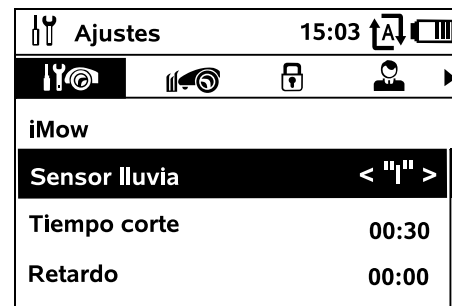 Ajustes 15:03 A
iMow
Sensor lluvia < "I" >
Tiempo corte 00:30
Retardo 00:00